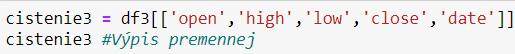 cistenie3 = df3[['open','high','low','close','date']]
cistenie3 #Výpis premennej